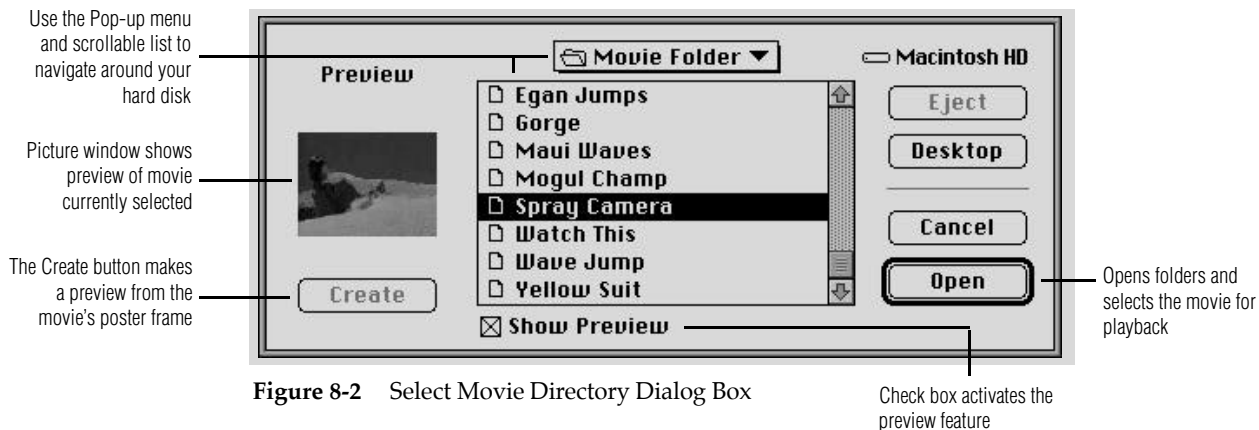 Use the Pop-up menu
and scrollable list to
navigate around your
hard disk
Picture window shows
preview of movie
currently selected
The Create button makes
a preview from the
movie's poster frame
Preview
Create
Movie Folder
Egan Jumps
Gorge
Maui Waves
Mogul Champ
Spray Camera
Watch This
Wave Jump
Yellow Suit
Show Preview
Macintosh HD
Eject
Desktop
Cancel
Open
Opens folders and
selects the movie for
playback
Check box activates the
preview feature
Figure 8-2 Select Movie Directory Dialog Box